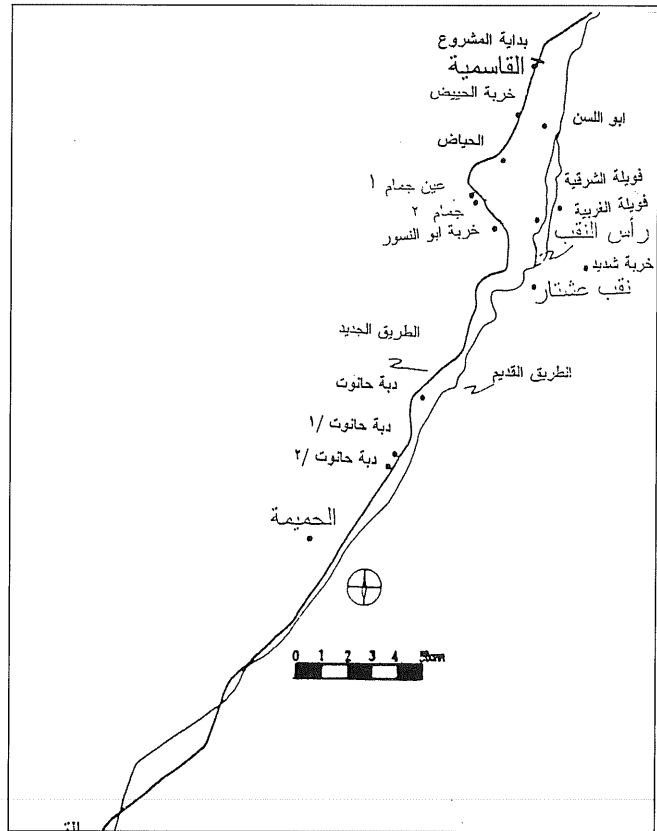 بداية المشروع
القاسمية
خربة الحييض
ابو اللسن
الحياض
فويلة الشرقية
عين جمام ١
جمام ٢
فويلة الغربية
خربة ابو النسور
رأس النقب
خربة شديد
نقب عشتار
الطريق الجديد
الطريق القديم
دبة حانوت
دبة حانوت /١
دبة حانوت /٢
الحميمة
0 1 2 3 4 5km